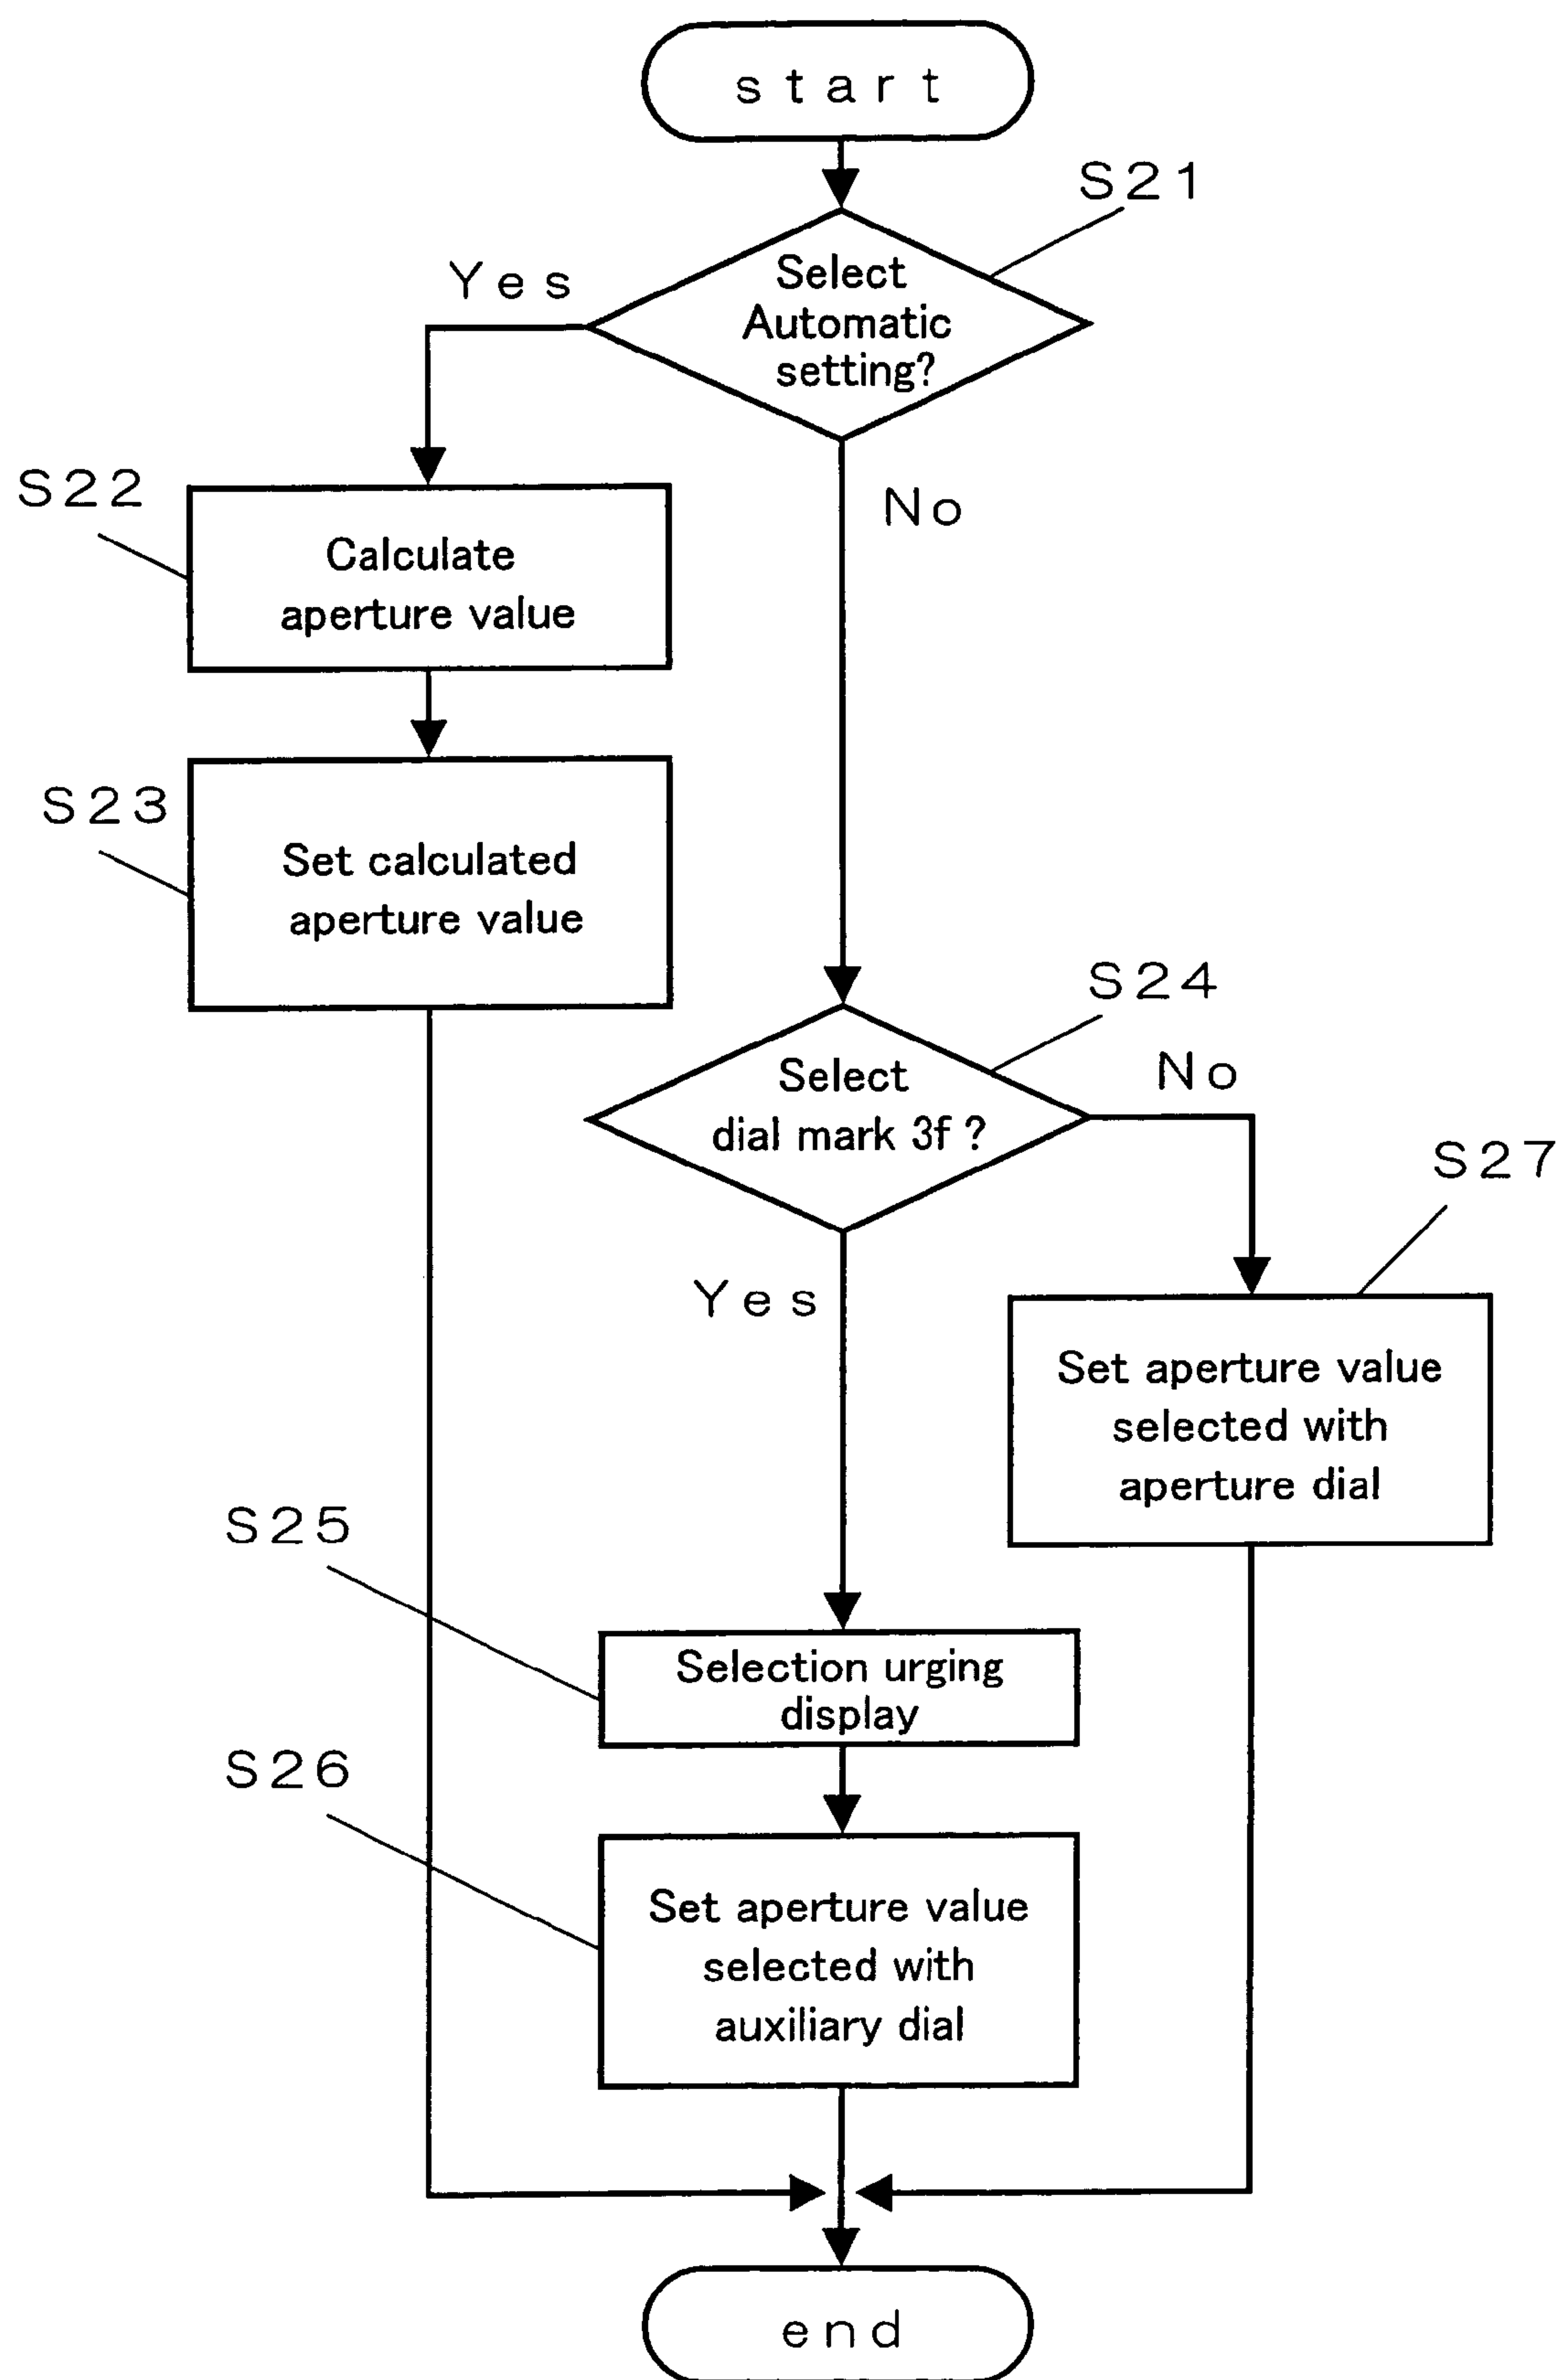 start
S21
Select
Automatic
setting?
Yes
No
S22
Calculate
aperture value
S23
Set calculated
aperture value
S24
Select
dial mark 3f ?
No
Yes
S27
Set aperture value
selected with
aperture dial
S25
Selection urging
display
S26
Set aperture value
selected with
auxiliary dial
end